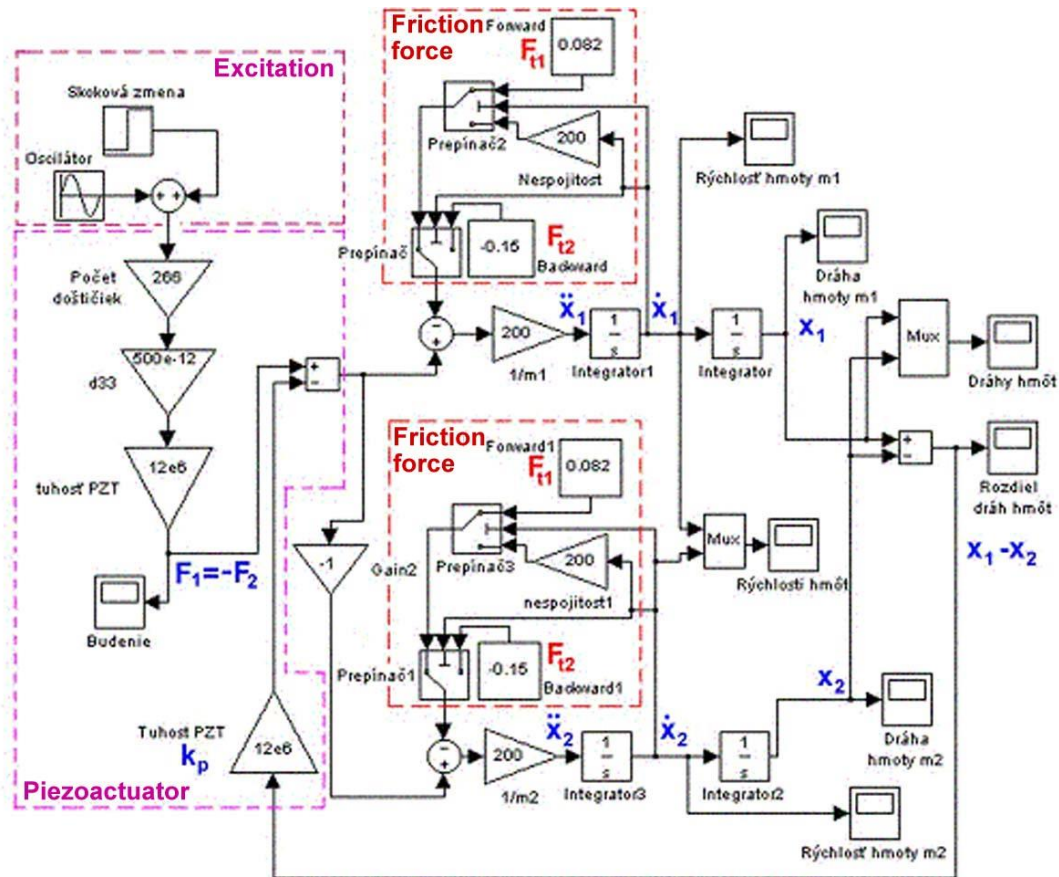 Excitation
Skoková zmena
Oscilátor
+ +
Piezoactuator
Počet
doštičiek
266
d33
500e-12
tuhosť PZT
12e6
Budenie
F1=-F2
+
−
Tuhost PZT
kp
12e6
-1
Gain2
Friction
force
Forward
Ft1
0.082
Prepínač2
200
Nespojitost
Prepínač
-0.15
Ft2
Backward
−
+
200
1/m1
ẍ1
1
s
Integrator1
ẋ1
1
s
Integrator
x1
Rýchlosť hmoty m1
Dráha
hmoty m1
Mux
Dráhy hmôt
+
−
Rozdiel
dráh hmôt
x1 -x2
Friction
force
Forward1
Ft1
0.082
Prepínač3
200
nespojitost1
Prepínač1
-0.15
Ft2
Backward1
Mux
Rýchlosti hmôt
−
+
200
1/m2
ẍ2
1
s
Integrator3
ẋ2
1
s
Integrator2
x2
Dráha
hmoty m2
Rýchlosť hmoty m2